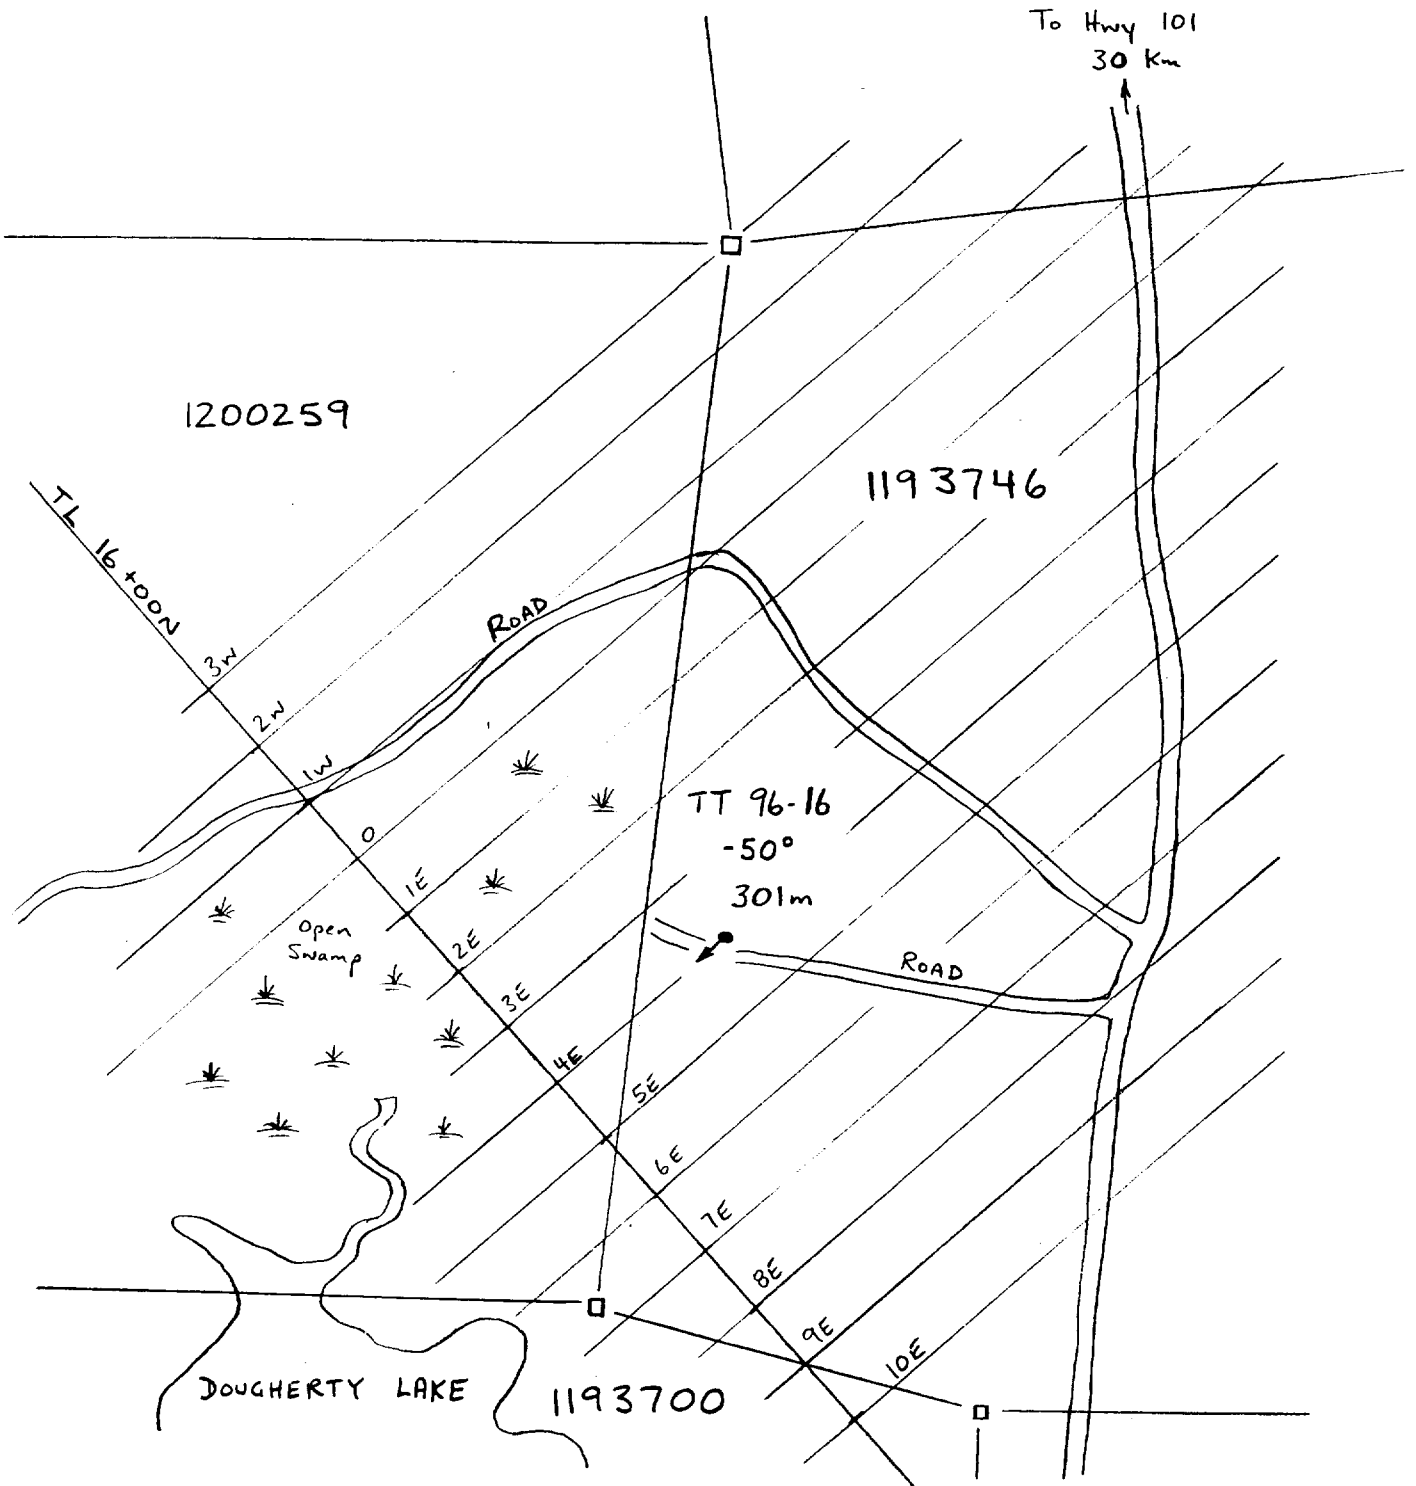 To Hwy 101
30 Km
1200259
1193746
TL 16+00N
3W
2W
1W
0
1E
2E
3E
4E
5E
6E
7E
8E
9E
10E
ROAD
TT 96-16
-50°
301m
ROAD
Open
Swamp
DOUGHERTY LAKE
1193700